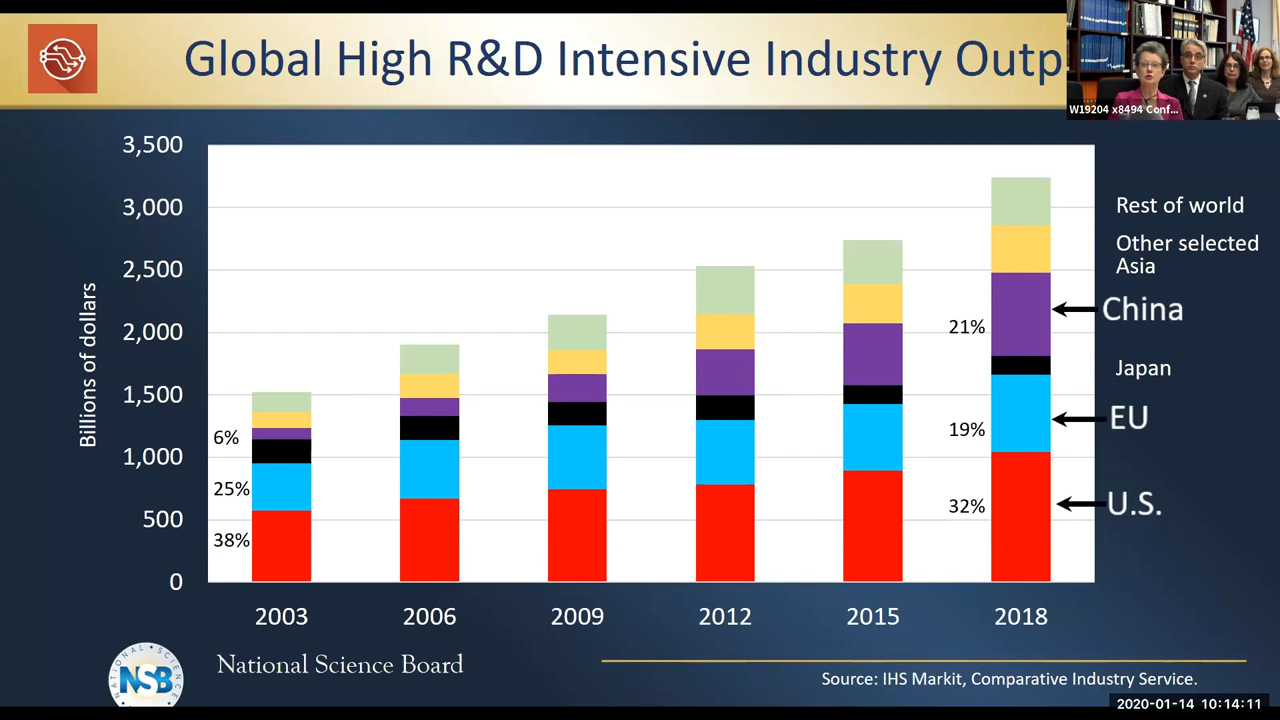 Global High R&D Intensive Industry Outp
W19204 x8494 Conf...
3,500
3,000
2,500
2,000
1,500
1,000
500
0
Billions of dollars
6%
25%
38%
21%
19%
32%
Rest of world
Other selected
Asia
China
Japan
EU
U.S.
2003 2006 2009 2012 2015 2018
NATIONAL SCIENCE
NSB
National Science Board
Source: IHS Markit, Comparative Industry Service.
2020-01-14 10:14:11